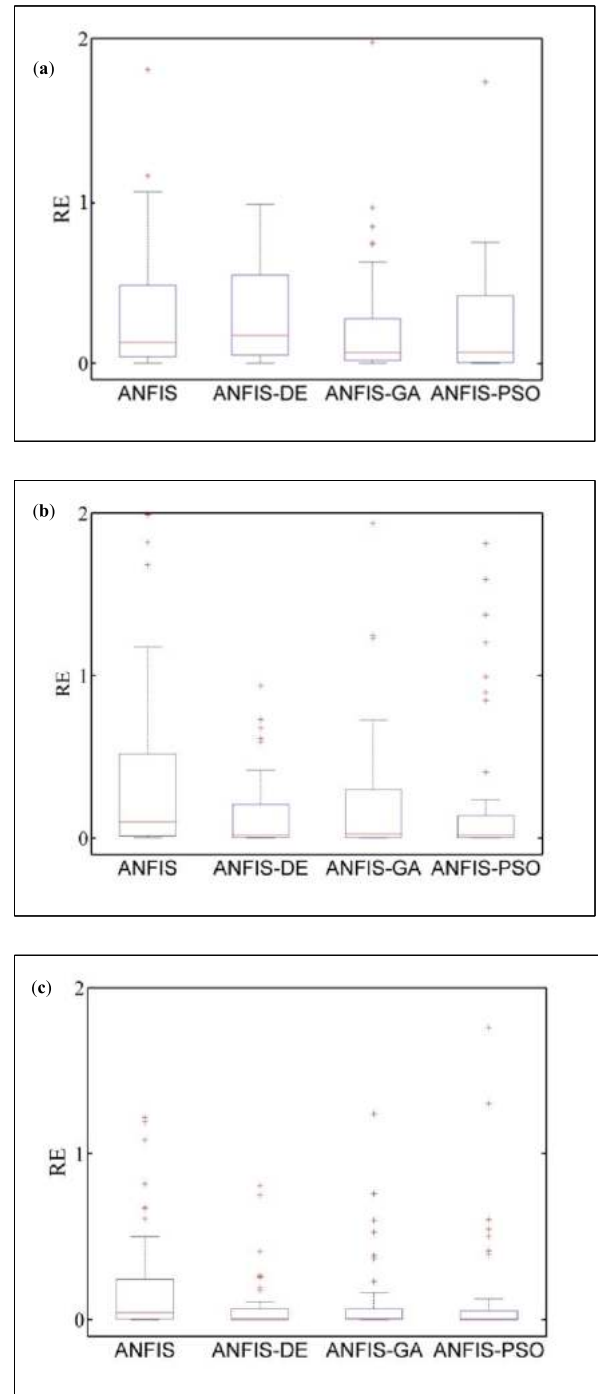 (a)
2
1
0
RE
ANFIS ANFIS-DE ANFIS-GA ANFIS-PSO
(b)
2
1
0
RE
ANFIS ANFIS-DE ANFIS-GA ANFIS-PSO
(c)
2
1
0
RE
ANFIS ANFIS-DE ANFIS-GA ANFIS-PSO